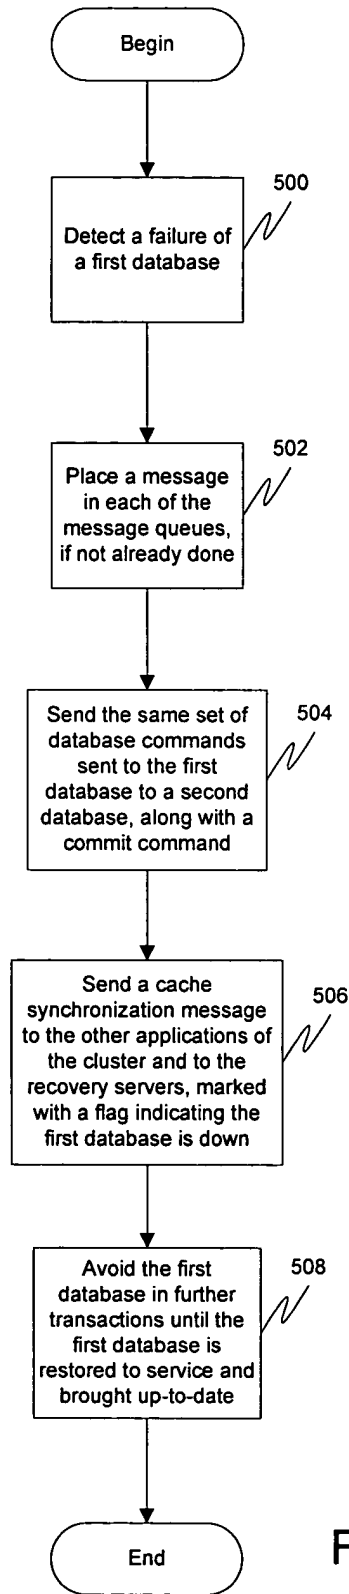 Begin
500
Detect a failure of
a first database
502
Place a message
in each of the
message queues,
if not already done
504
Send the same set of
database commands
sent to the first
database to a second
database, along with a
commit command
506
Send a cache
synchronization message
to the other applications of
the cluster and to the
recovery servers, marked
with a flag indicating the
first database is down
508
Avoid the first
database in further
transactions until the
first database is
restored to service and
brought up-to-date
End
F